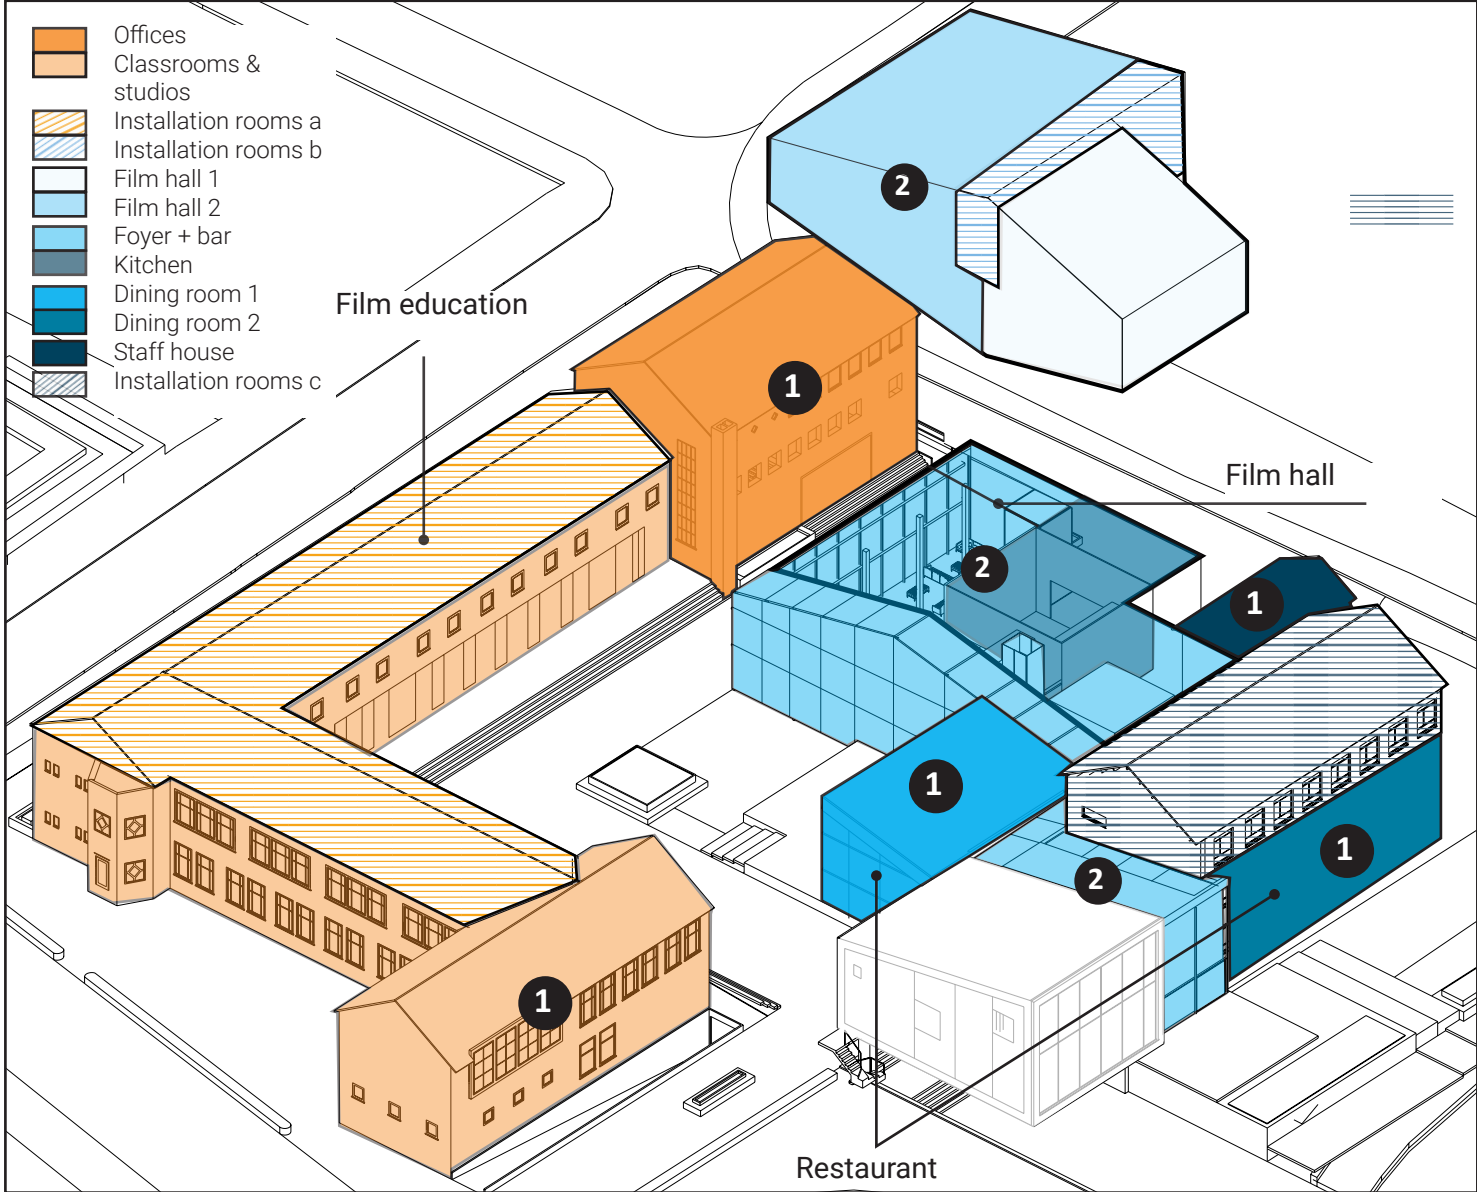 Offices
Classrooms &
studios
Installation rooms a
Installation rooms b
Film hall 1
Film hall 2
Foyer + bar
Kitchen
Dining room 1
Dining room 2
Staff house
Installation rooms c
2
Film education
1
Film hall
2
1
1
1
2
1
Restaurant